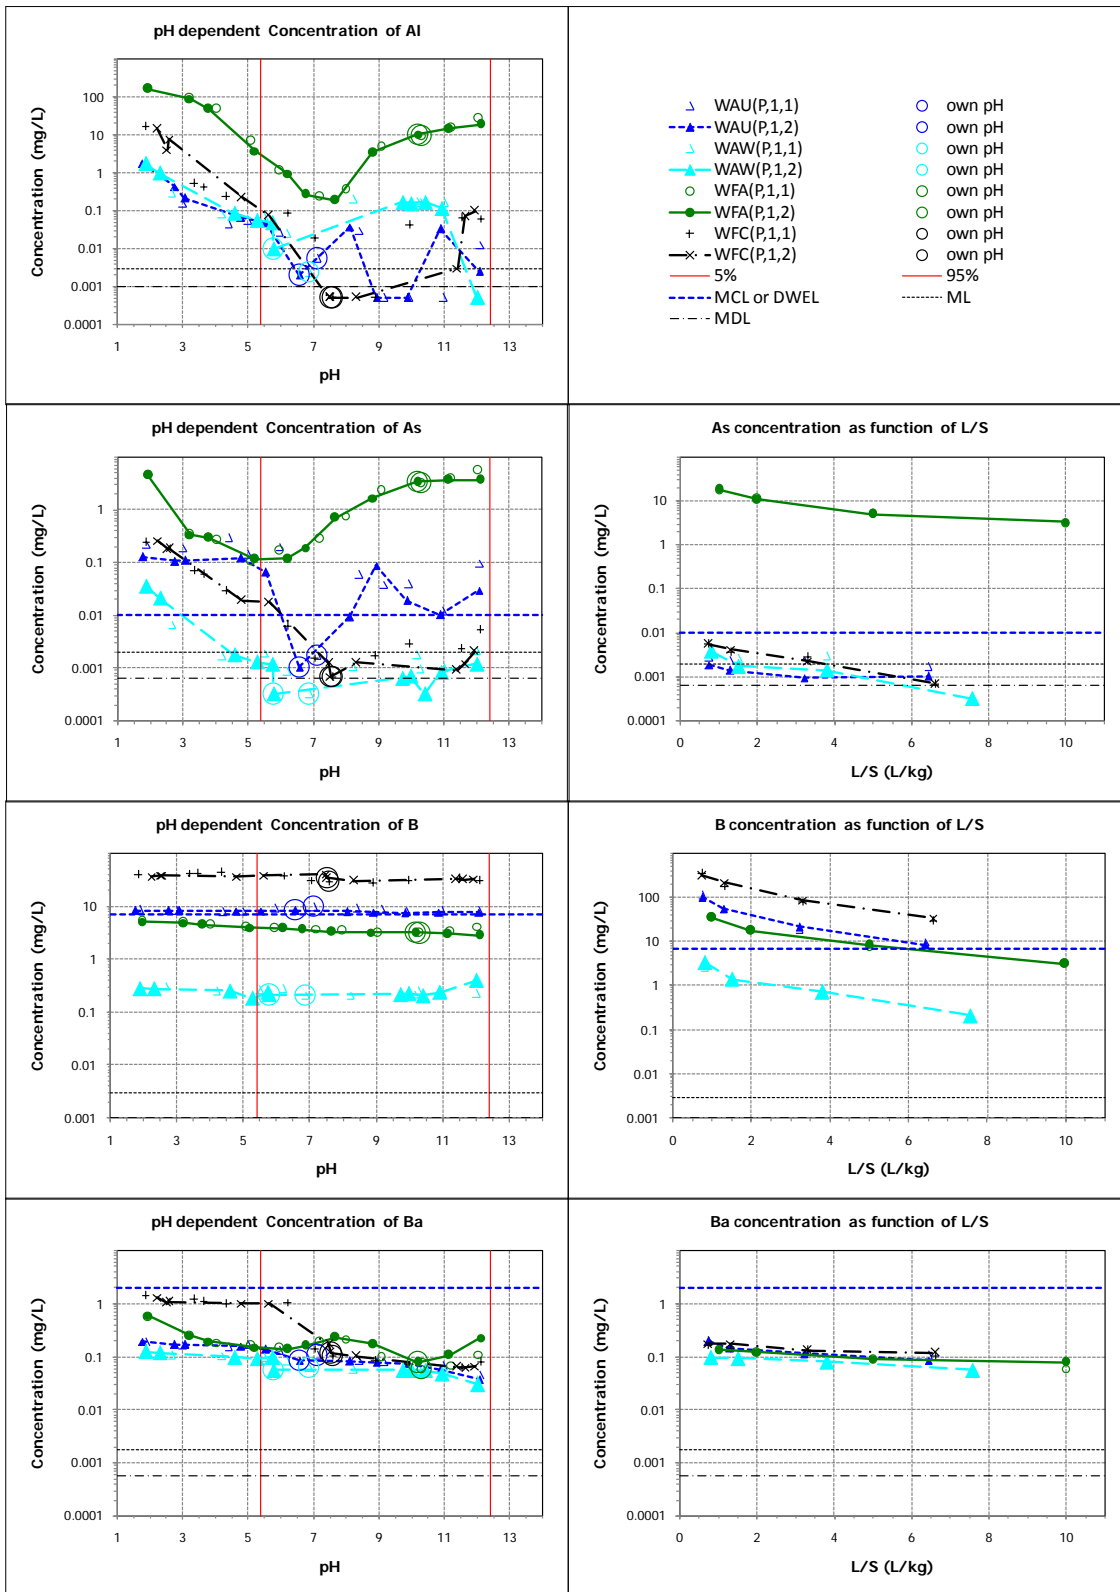 pH dependent Concentration of Al
Concentration (mg/L)
100
10
1
0.1
0.01
0.001
0.0001
1 3 5 7 9 11 13
pH
WAU(P,1,1) own pH
WAU(P,1,2) own pH
WAW(P,1,1) own pH
WAW(P,1,2) own pH
WFA(P,1,1) own pH
WFA(P,1,2) own pH
WFC(P,1,1) own pH
WFC(P,1,2) own pH
5% 95%
MCL or DWEL ML
MDL
pH dependent Concentration of As
Concentration (mg/L)
1
0.1
0.01
0.001
0.0001
1 3 5 7 9 11 13
pH
As concentration as function of L/S
Concentration (mg/L)
10
1
0.1
0.01
0.001
0.0001
0 2 4 6 8 10
L/S (L/kg)
pH dependent Concentration of B
Concentration (mg/L)
10
1
0.1
0.01
0.001
1 3 5 7 9 11 13
pH
B concentration as function of L/S
Concentration (mg/L)
100
10
1
0.1
0.01
0.001
0 2 4 6 8 10
L/S (L/kg)
pH dependent Concentration of Ba
Concentration (mg/L)
1
0.1
0.01
0.001
0.0001
1 3 5 7 9 11 13
pH
Ba concentration as function of L/S
Concentration (mg/L)
1
0.1
0.01
0.001
0.0001
0 2 4 6 8 10
L/S (L/kg)